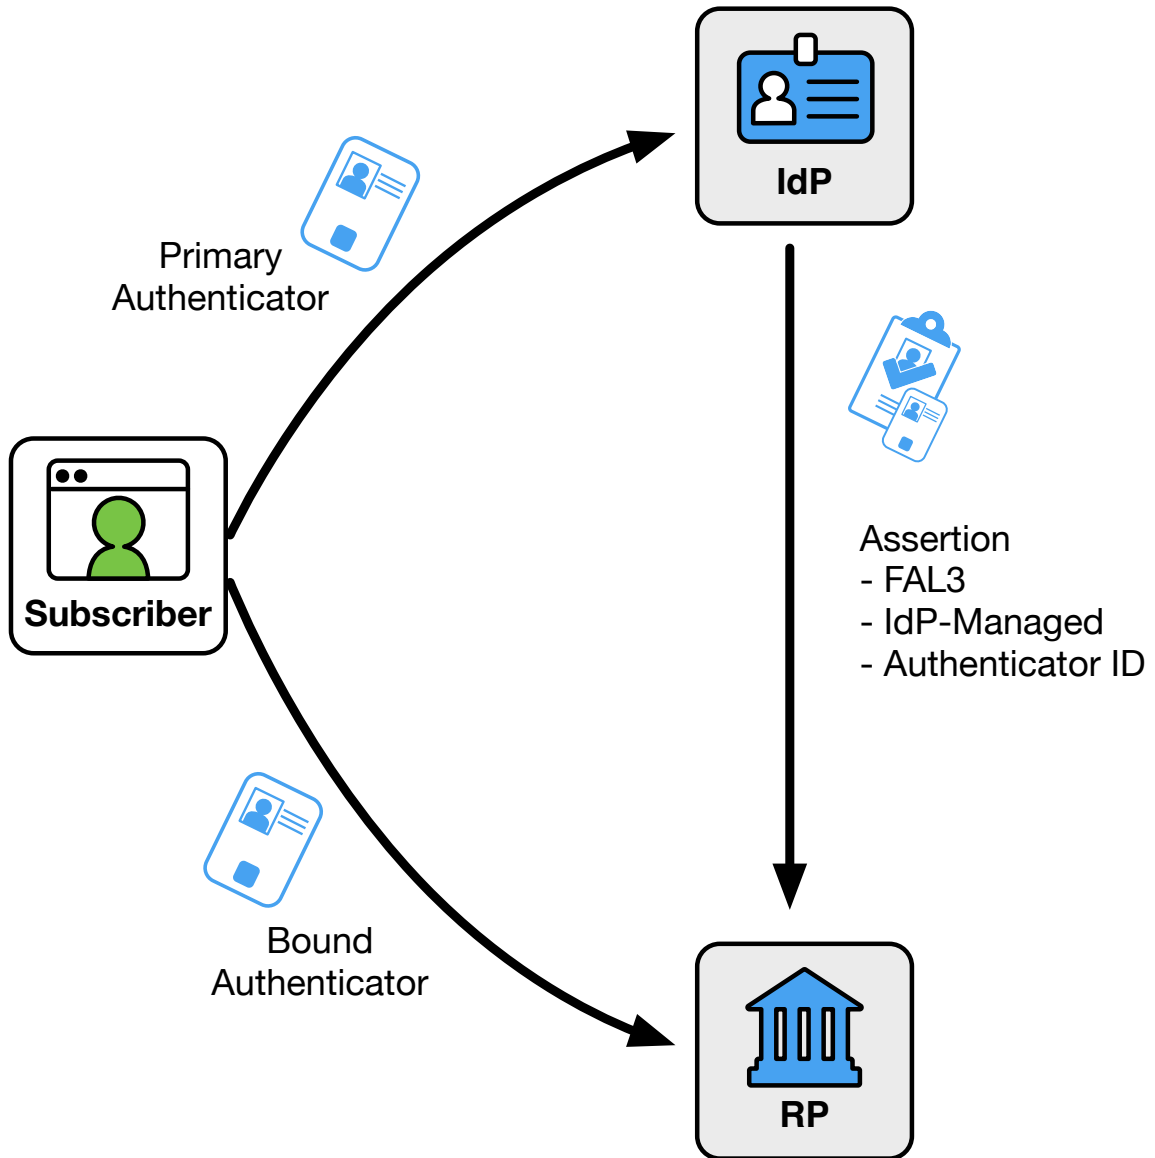 IdP
Primary
Authenticator
Subscriber
Assertion
- FAL3
- IdP-Managed
- Authenticator ID
Bound
Authenticator
RP